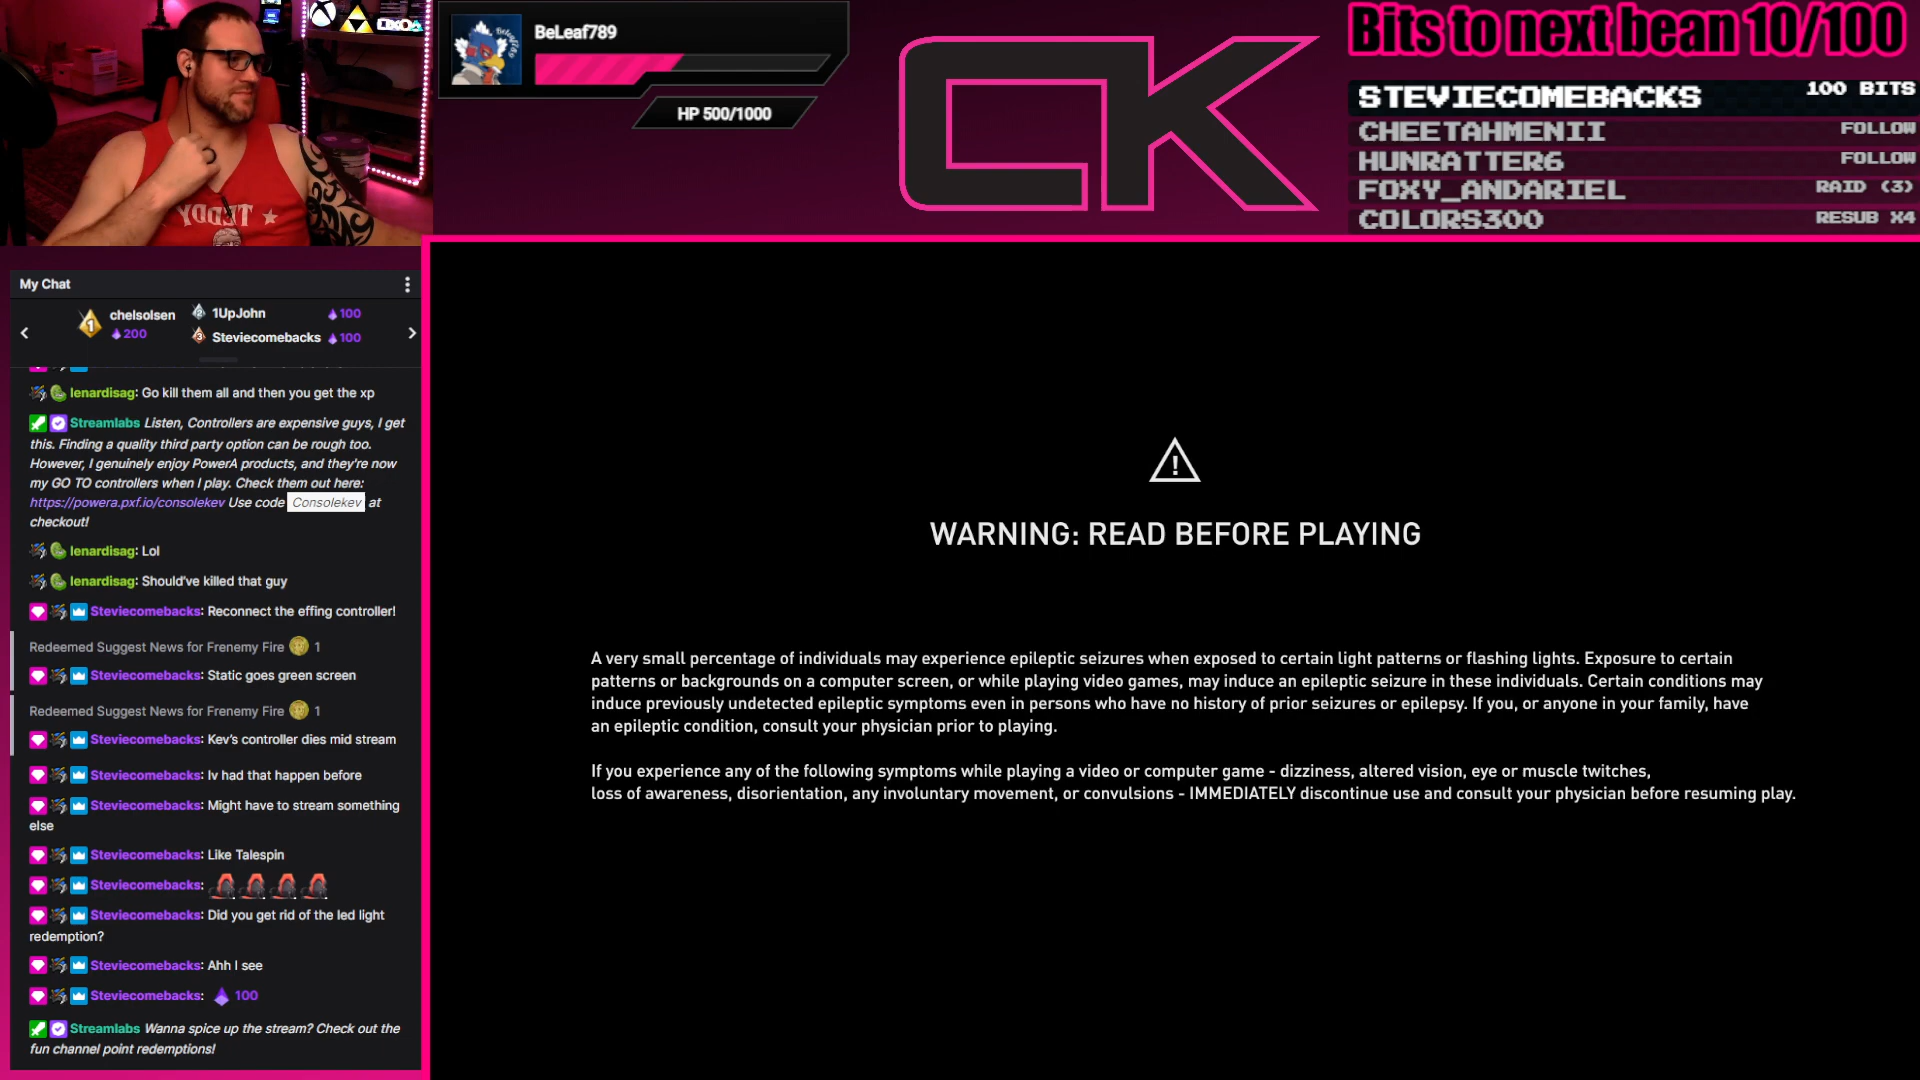 BeLeaf789
HP 500/1000
CK
Bits to next bean 10/100
STEVIECOMEBACKS 100 BITS
CHEETAHMENII FOLLOW
HUNRATTER6 FOLLOW
FOXY_ANDARIEL RAID (3)
COLORS300 RESUB X4
TEDDY
My Chat
1 chelsolsen 200
1UpJohn 100
Steviecomebacks 100
lenardisag: Go kill them all and then you get the xp
Streamlabs Listen, Controllers are expensive guys, I get
this. Finding a quality third party option can be rough too.
However, I genuinely enjoy PowerA products, and they're now
my GO TO controllers when I play. Check them out here:
https://powera.pxf.io/consolekev Use code Consolekev at
checkout!
lenardisag: Lol
lenardisag: Should've killed that guy
Steviecomebacks: Reconnect the effing controller!
Redeemed Suggest News for Frenemy Fire 1
Steviecomebacks: Static goes green screen
Redeemed Suggest News for Frenemy Fire 1
Steviecomebacks: Kev's controller dies mid stream
Steviecomebacks: Iv had that happen before
Steviecomebacks: Might have to stream something
else
Steviecomebacks: Like Talespin
Steviecomebacks:
Steviecomebacks: Did you get rid of the led light
redemption?
Steviecomebacks: Ahh I see
Steviecomebacks: 100
Streamlabs Wanna spice up the stream? Check out the
fun channel point redemptions!
WARNING: READ BEFORE PLAYING
A very small percentage of individuals may experience epileptic seizures when exposed to certain light patterns or flashing lights. Exposure to certain
patterns or backgrounds on a computer screen, or while playing video games, may induce an epileptic seizure in these individuals. Certain conditions may
induce previously undetected epileptic symptoms even in persons who have no history of prior seizures or epilepsy. If you, or anyone in your family, have
an epileptic condition, consult your physician prior to playing.
If you experience any of the following symptoms while playing a video or computer game - dizziness, altered vision, eye or muscle twitches,
loss of awareness, disorientation, any involuntary movement, or convulsions - IMMEDIATELY discontinue use and consult your physician before resuming play.